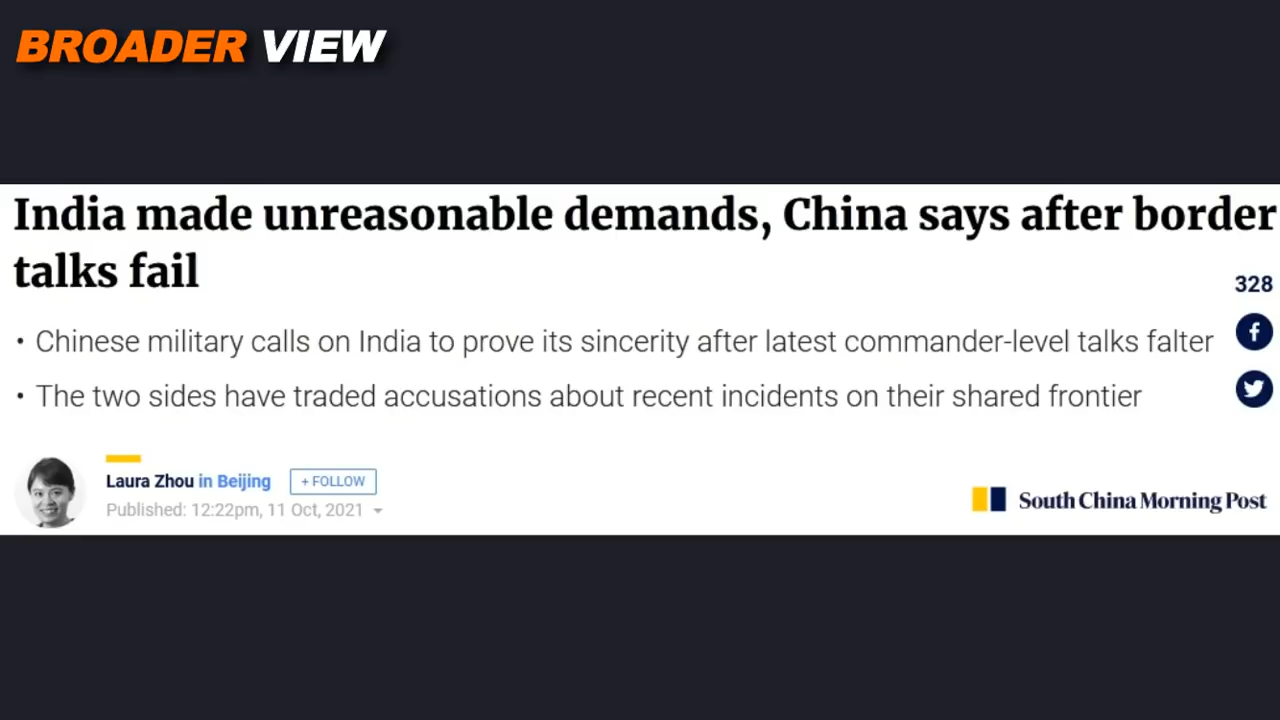 BROADER VIEW
India made unreasonable demands, China says after border
talks fail
328
• Chinese military calls on India to prove its sincerity after latest commander-level talks falter
• The two sides have traded accusations about recent incidents on their shared frontier
Laura Zhou in Beijing
+ FOLLOW
Published: 12:22pm, 11 Oct, 2021
South China Morning Post